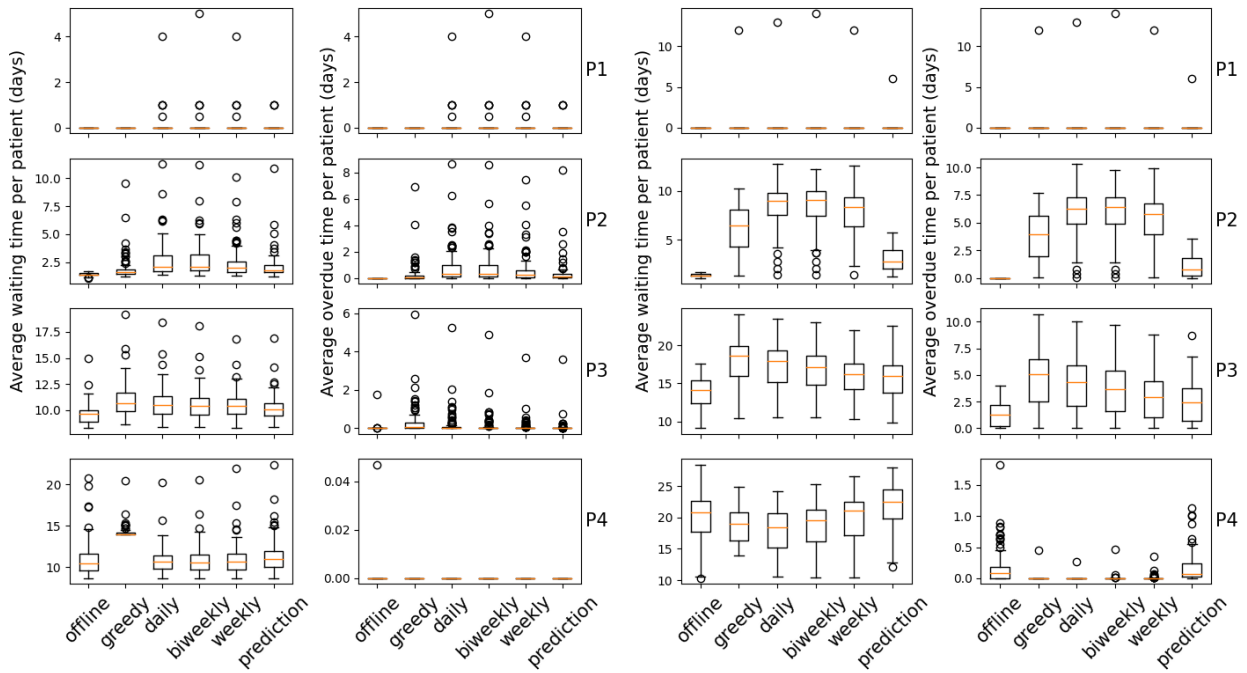 Average waiting time per patient (days)
Average overdue time per patient (days)
Average waiting time per patient (days)
Average overdue time per patient (days)
4
2
0
4
2
0
P1
10
5
0
10
5
0
P1
10.0
7.5
5.0
2.5
8
6
4
2
0
P2
10
5
10.0
7.5
5.0
2.5
0.0
P2
17.5
15.0
12.5
10.0
6
4
2
0
P3
20
15
10
10.0
7.5
5.0
2.5
0.0
P3
20
15
10
0.04
0.02
0.00
P4
25
20
15
10
1.5
1.0
0.5
0.0
P4
offline
greedy
daily
biweekly
weekly
prediction
offline
greedy
daily
biweekly
weekly
prediction
offline
greedy
daily
biweekly
weekly
prediction
offline
greedy
daily
biweekly
weekly
prediction